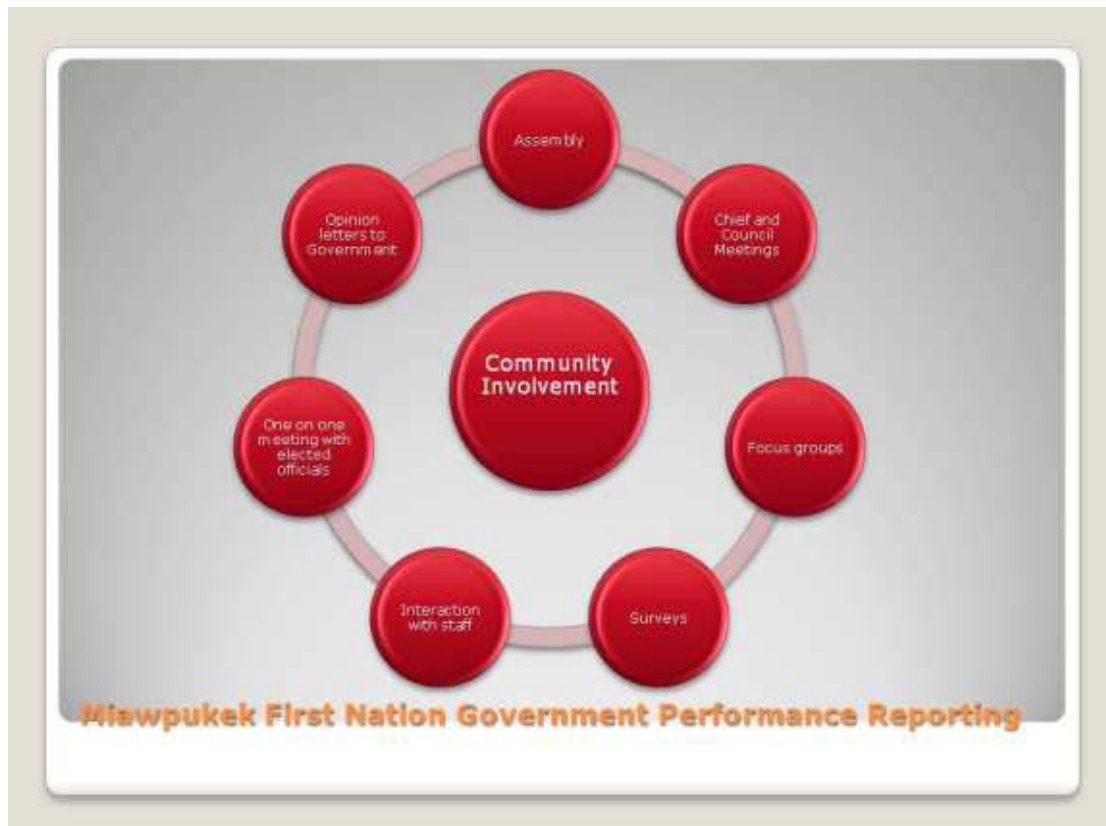 Assembly
Chief and
Council
Meetings
Focus groups
Surveys
Interaction
with staff
One on one
meeting with
elected
officials
Opinion
letters to
Government
Community
Involvement
Miawpukek First Nation Government Performance Reporting